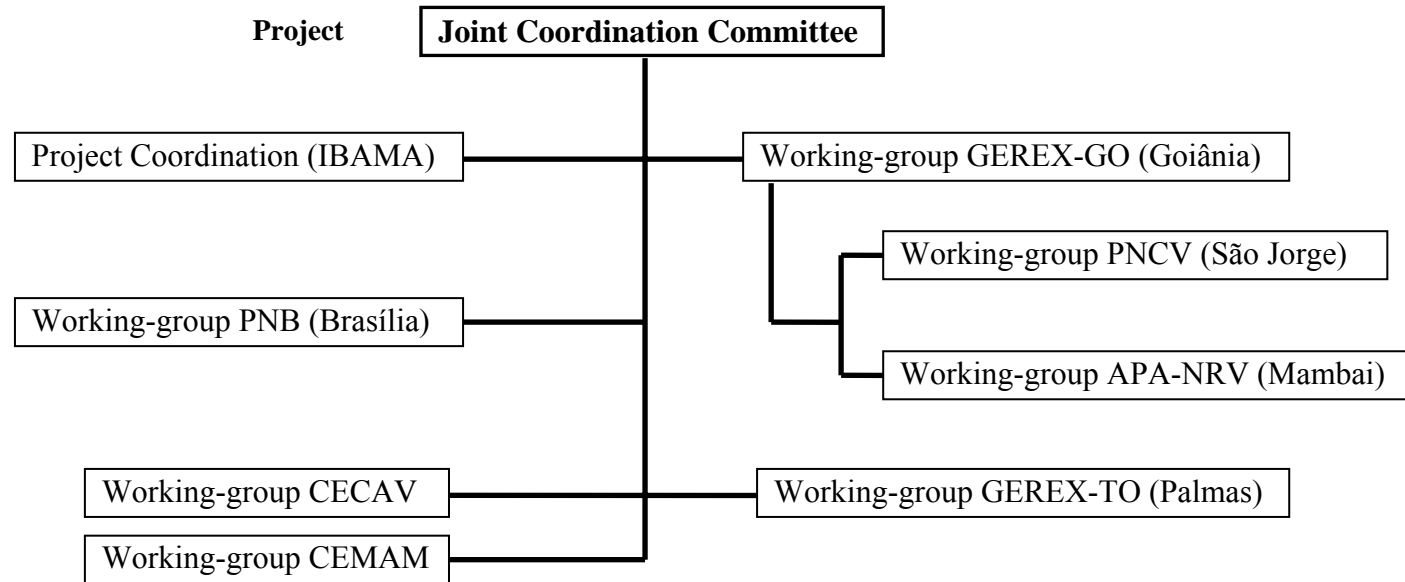 Project
Joint Coordination Committee
Project Coordination (IBAMA)
Working-group GEREX-GO (Goiânia)
Working-group PNCV (São Jorge)
Working-group PNB (Brasília)
Working-group APA-NRV (Mambai)
Working-group CECAV
Working-group GEREX-TO (Palmas)
Working-group CEMAM